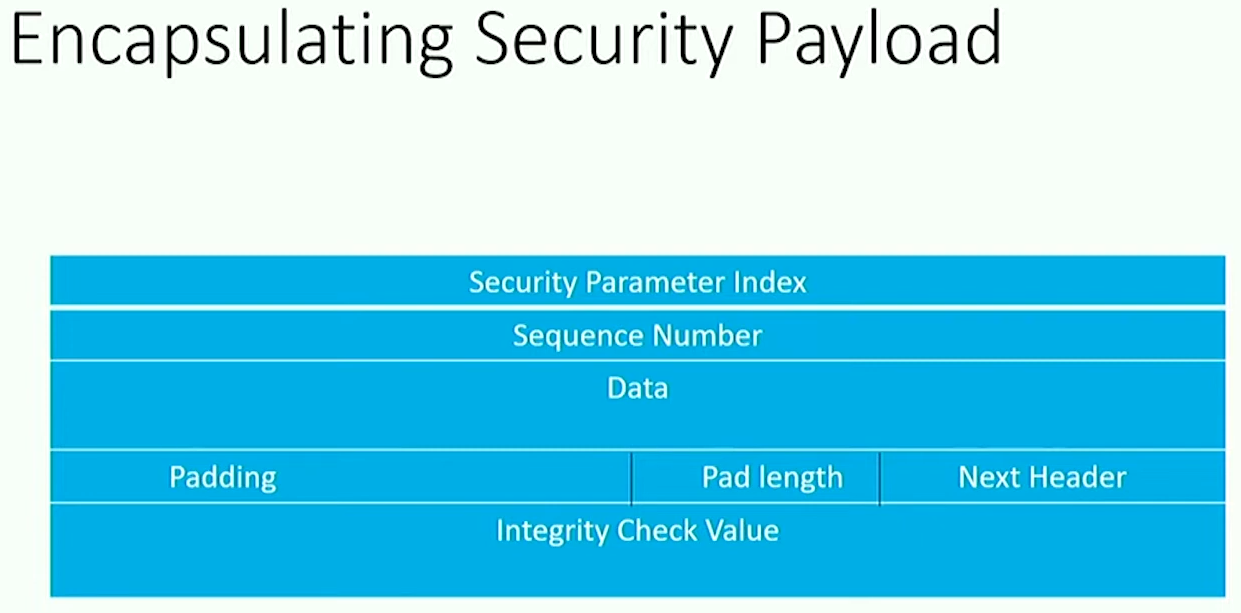 Encapsulating Security Payload
Security Parameter Index
Sequence Number
Data
Padding Pad length Next Header
Integrity Check Value